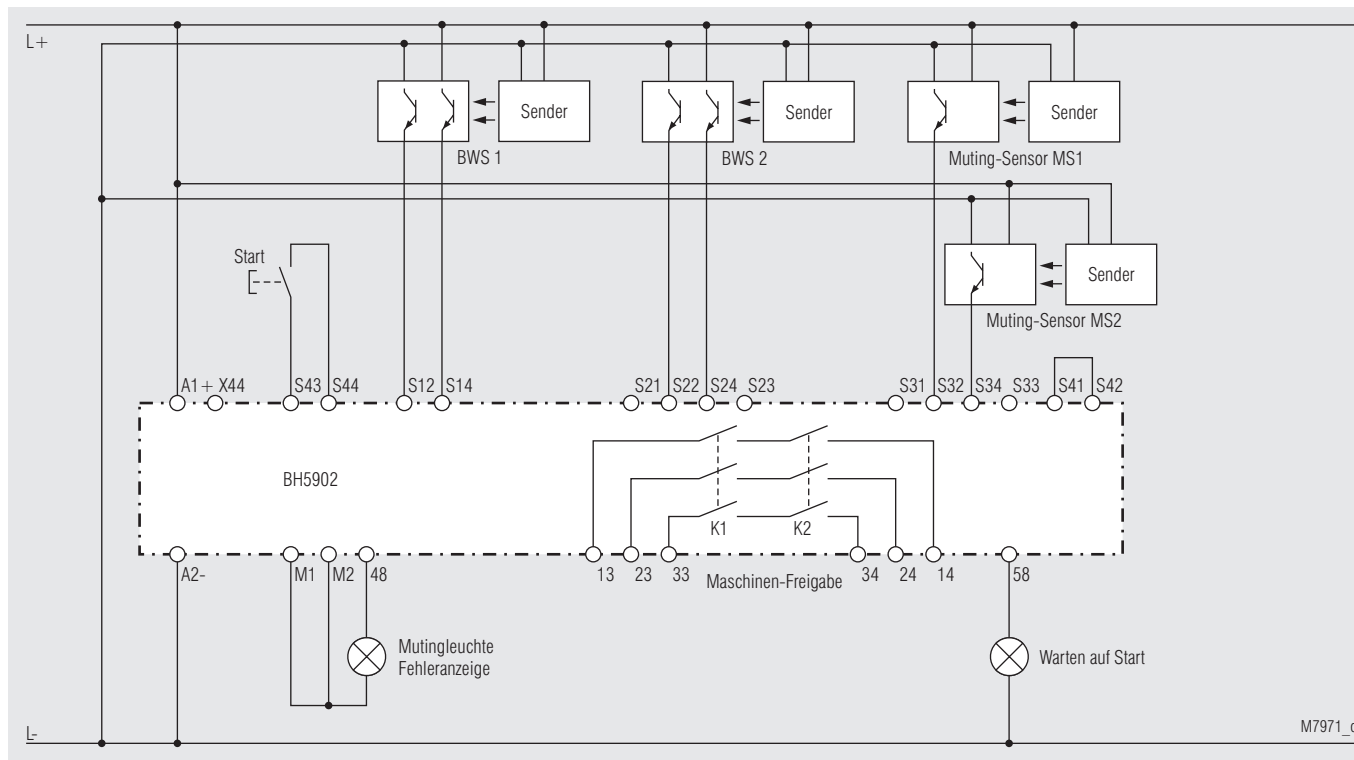 L+
Sender
BWS 1
Sender
BWS 2
Sender
Muting-Sensor MS1
Start
Sender
Muting-Sensor MS2
A1+ X44 S43 S44 S12 S14 S21 S22 S24 S23 S31 S32 S34 S33 S41 S42
BH5902
K1 K2
A2- M1 M2 48 13 23 33 Maschinen-Freigabe 34 24 14 58
Mutingleuchte
Fehleranzeige
Warten auf Start
L-